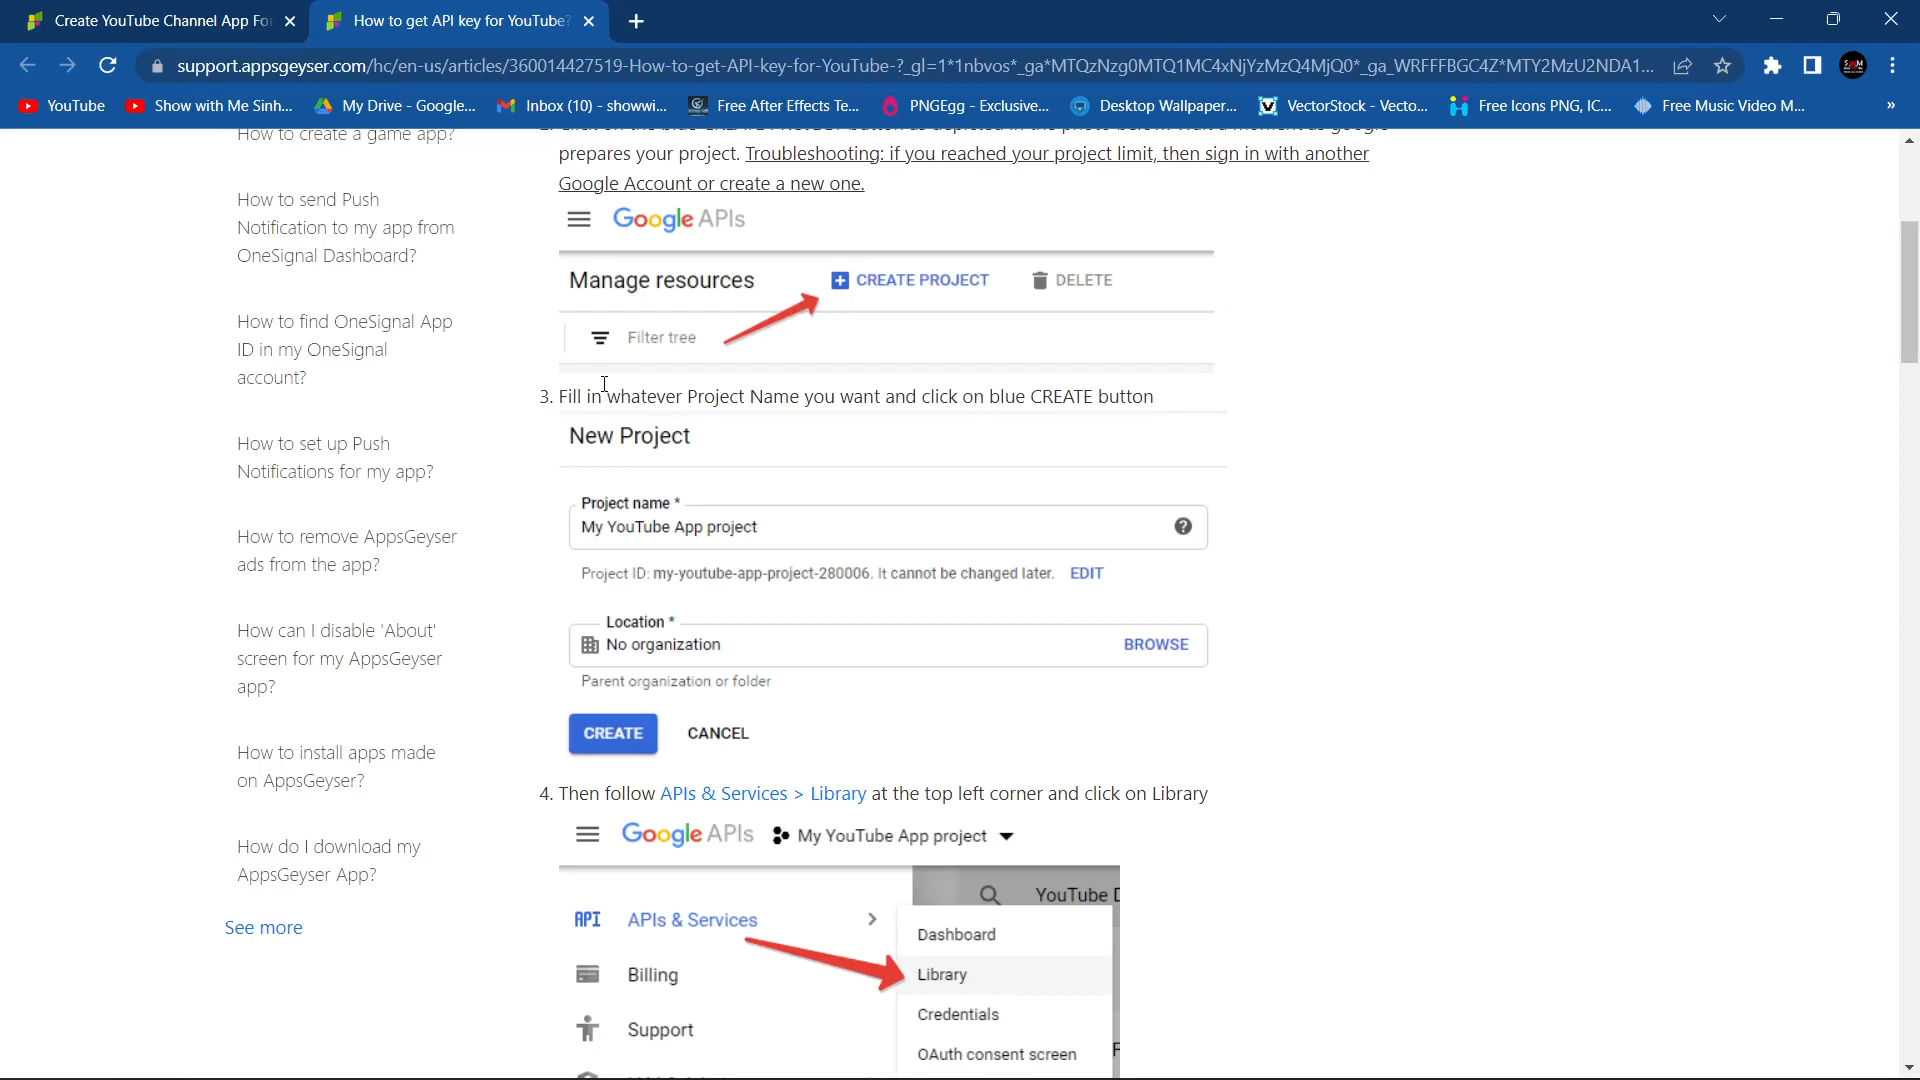 Create YouTube Channel App For
How to get API key for YouTube?
support.appsgeyser.com/hc/en-us/articles/360014427519-How-to-get-API-key-for-YouTube-?_gl=1*1nbvos*_ga*MTQzNzg0MTQ1MC4xNjYzMzQ4MjQ0*_ga_WRFFFBGC4Z*MTY2MzU2NDA1...
YouTube
Show with Me Sinh...
My Drive - Google...
Inbox (10) - showwi...
Free After Effects Te...
PNGEgg - Exclusive...
Desktop Wallpaper...
VectorStock - Vecto...
Free Icons PNG, IC...
Free Music Video M...
»
How to create a game app?
How to send Push
Notification to my app from
OneSignal Dashboard?
How to find OneSignal App
ID in my OneSignal
account?
How to set up Push
Notifications for my app?
How to remove AppsGeyser
ads from the app?
How can I disable 'About'
screen for my AppsGeyser
app?
How to install apps made
on AppsGeyser?
How do I download my
AppsGeyser App?
See more
prepares your project. Troubleshooting: if you reached your project limit, then sign in with another
Google Account or create a new one.
Google APIs
Manage resources
CREATE PROJECT
DELETE
Filter tree
3. Fill in whatever Project Name you want and click on blue CREATE button
New Project
Project name *
My YouTube App project
Project ID: my-youtube-app-project-280006. It cannot be changed later. EDIT
Location *
No organization
BROWSE
Parent organization or folder
CREATE
CANCEL
4. Then follow APIs & Services > Library at the top left corner and click on Library
Google APIs
My YouTube App project
YouTube D
API APIs & Services
Dashboard
Billing
Library
Credentials
Support
OAuth consent screen